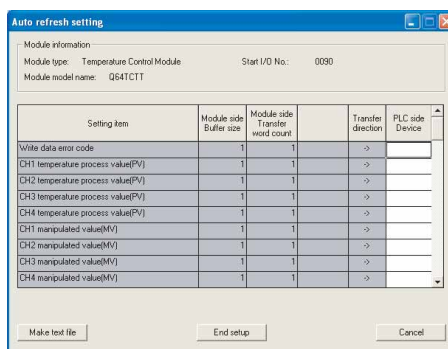 Auto refresh setting
Module information
Module type: Temperature Control Module Start I/O No.: 0090
Module model name: Q64TCTT
Setting item Module side Buffer size Module side Transfer word count Transfer direction PLC side Device
Write data error code 1 1 ->
CH1 temperature process value(PV) 1 1 ->
CH2 temperature process value(PV) 1 1 ->
CH3 temperature process value(PV) 1 1 ->
CH4 temperature process value(PV) 1 1 ->
CH1 manipulated value(MV) 1 1 ->
CH2 manipulated value(MV) 1 1 ->
CH3 manipulated value(MV) 1 1 ->
CH4 manipulated value(MV) 1 1 ->
Make text file End setup Cancel